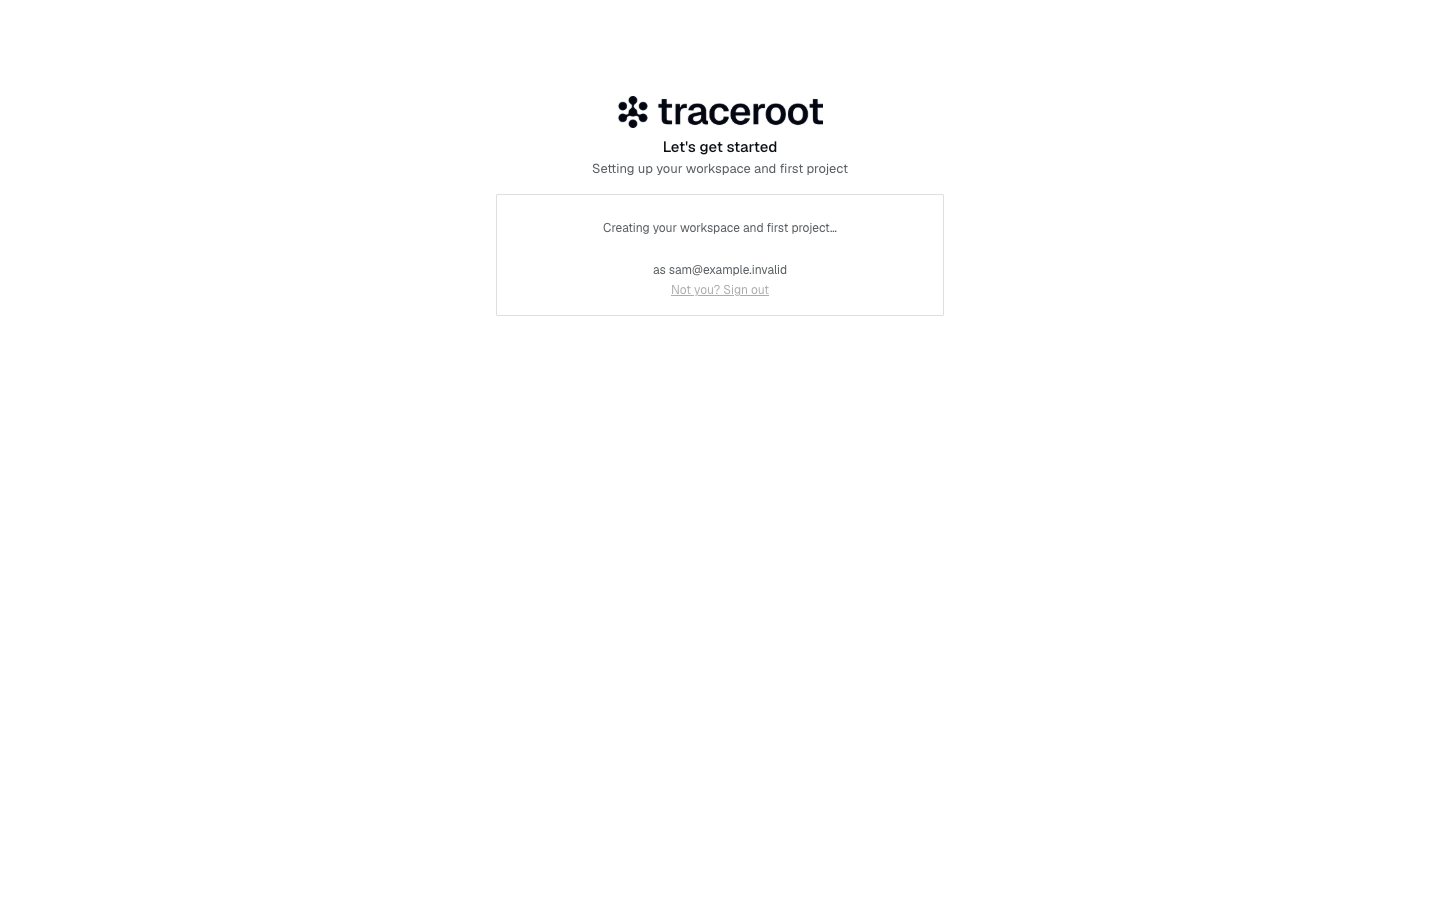 traceroot
Let's get started
Setting up your workspace and first project
Creating your workspace and first project…
as sam@example.invalid
Not you? Sign out